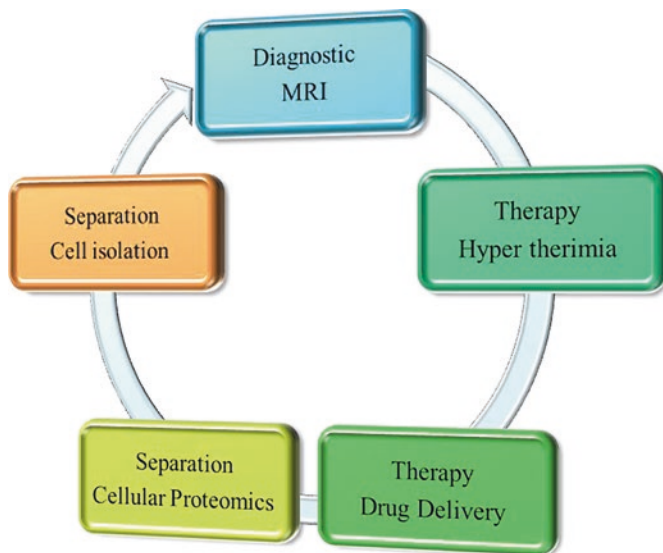 Diagnostic
MRI
Therapy
Hyper therimia
Therapy
Drug Delivery
Separation
Cellular Proteomics
Separation
Cell isolation